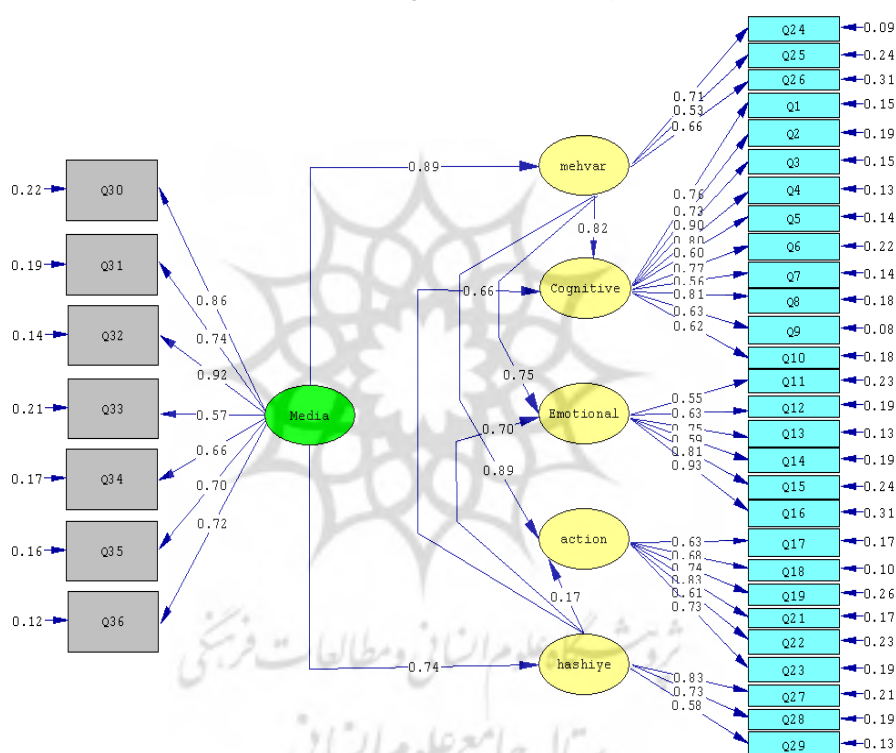 Q24 0.09
Q25 0.24
Q26 0.31
Q1 0.15
Q2 0.19
Q3 0.15
Q4 0.13
Q5 0.14
Q6 0.22
Q7 0.14
Q8 0.18
Q9 0.08
Q10 0.18
Q11 0.23
Q12 0.19
Q13 0.13
Q14 0.19
Q15 0.24
Q16 0.31
Q17 0.17
Q18 0.10
Q19 0.26
Q21 0.17
Q22 0.23
Q23 0.19
Q27 0.21
Q28 0.19
Q29 0.13
0.71
0.53
0.66
0.76
0.73
0.90
0.80
0.60
0.77
0.56
0.81
0.63
0.62
0.55
0.63
0.75
0.59
0.81
0.93
0.63
0.68
0.74
0.83
0.61
0.73
0.83
0.73
0.58
mehvar
Cognitive
Emotional
action
hashiye
0.89
0.82
0.66
0.75
0.70
0.89
0.17
0.74
Media
0.86
0.74
0.92
0.57
0.66
0.70
0.72
0.22 Q30
0.19 Q31
0.14 Q32
0.21 Q33
0.17 Q34
0.16 Q35
0.12 Q36
پژوهشگاه علوم انسانی و مطالعات فرهنگی
پرتال جامع علوم انسانی